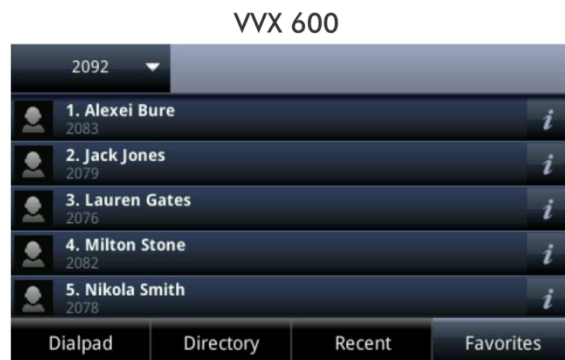 VVX 600
2092
1. Alexei Bure
2083
i
2. Jack Jones
2079
i
3. Lauren Gates
2076
i
4. Milton Stone
2082
i
5. Nikola Smith
2078
i
Dialpad Directory Recent Favorites